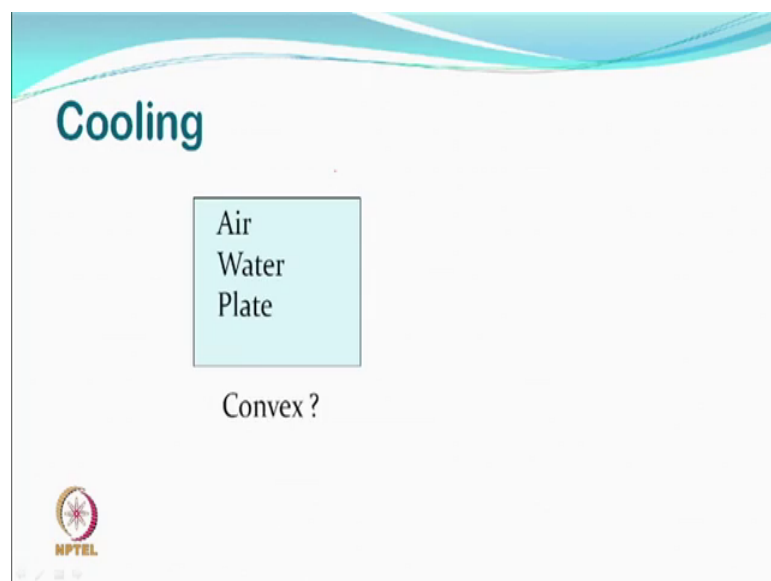 Cooling
Air
Water
Plate
Convex ?
NPTEL